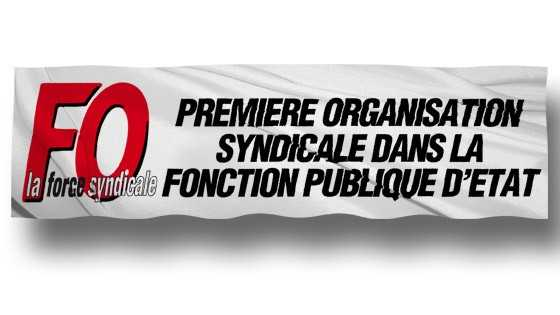 FO
la force syndicale
PREMIERE ORGANISATION
SYNDICALE DANS LA
FONCTION PUBLIQUE D'ETAT